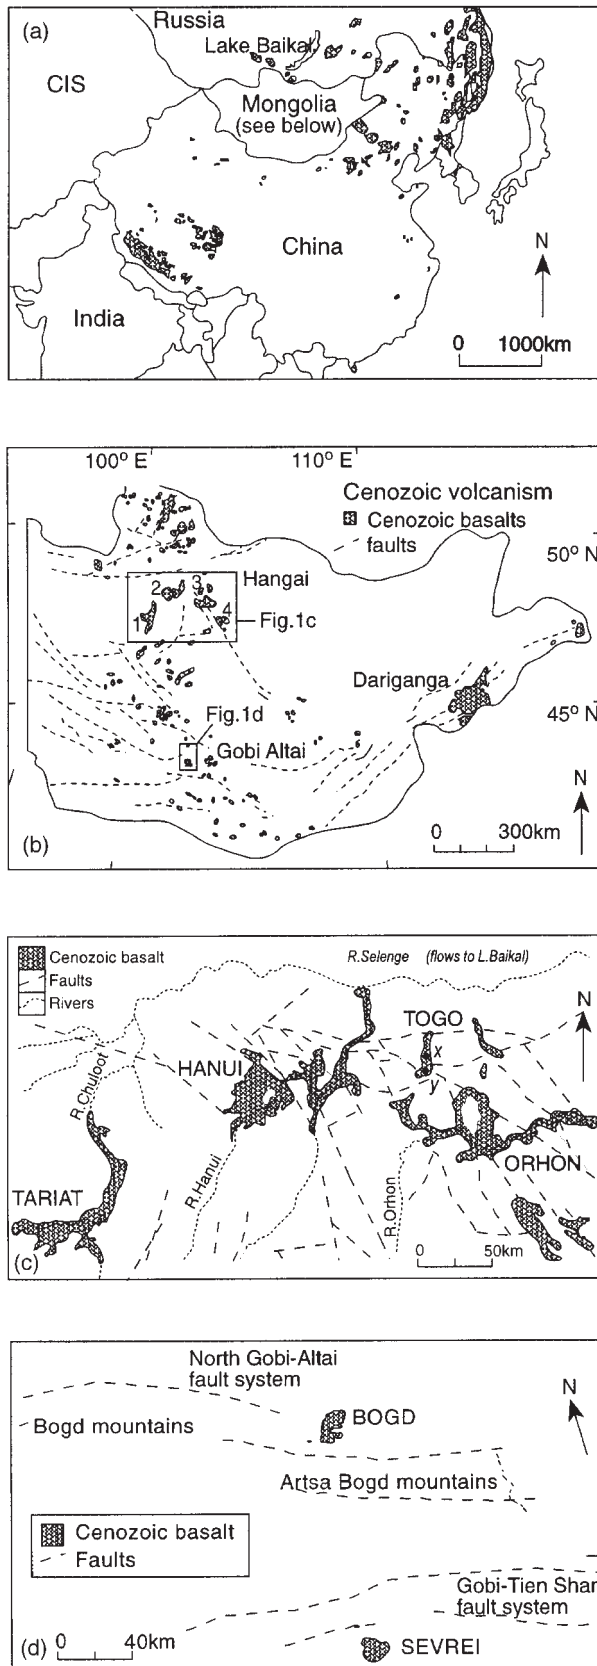 (a)
Russia
Lake Baikal
CIS
Mongolia
(see below)
China
India
N
0 1000km
100° E 110° E
Cenozoic volcanism
Cenozoic basalts
faults
50° N
Hangai
1 2 3 4
Fig.1c
Dariganga
45° N
Fig.1d
Gobi Altai
N
0 300km
(b)
Cenozoic basalt
Faults
Rivers
R.Selenge (flows to L.Baikal)
N
TOGO
x
HANUI
y
R.Chuloot
R.Hanui
R.Orhon
ORHON
TARIAT
0 50km
(c)
North Gobi-Altai
fault system
N
BOGD
Bogd mountains
Artsa Bogd mountains
Cenozoic basalt
Faults
Gobi-Tien Shan
fault system
0 40km
SEVREI
(d)